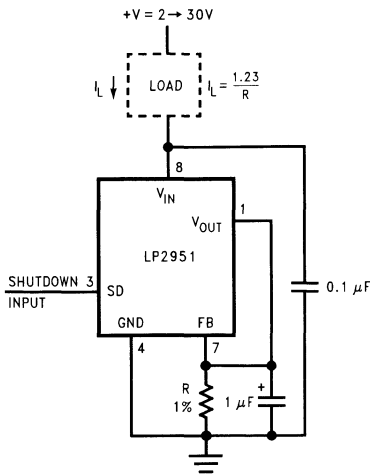 +V = 2 → 30V
I_L ↓
LOAD
I_L = 1.23/R
8
V_IN
1
V_OUT
LP2951
SHUTDOWN 3
INPUT
SD
0.1 µF
GND
FB
4
7
R
1%
1 µF
+